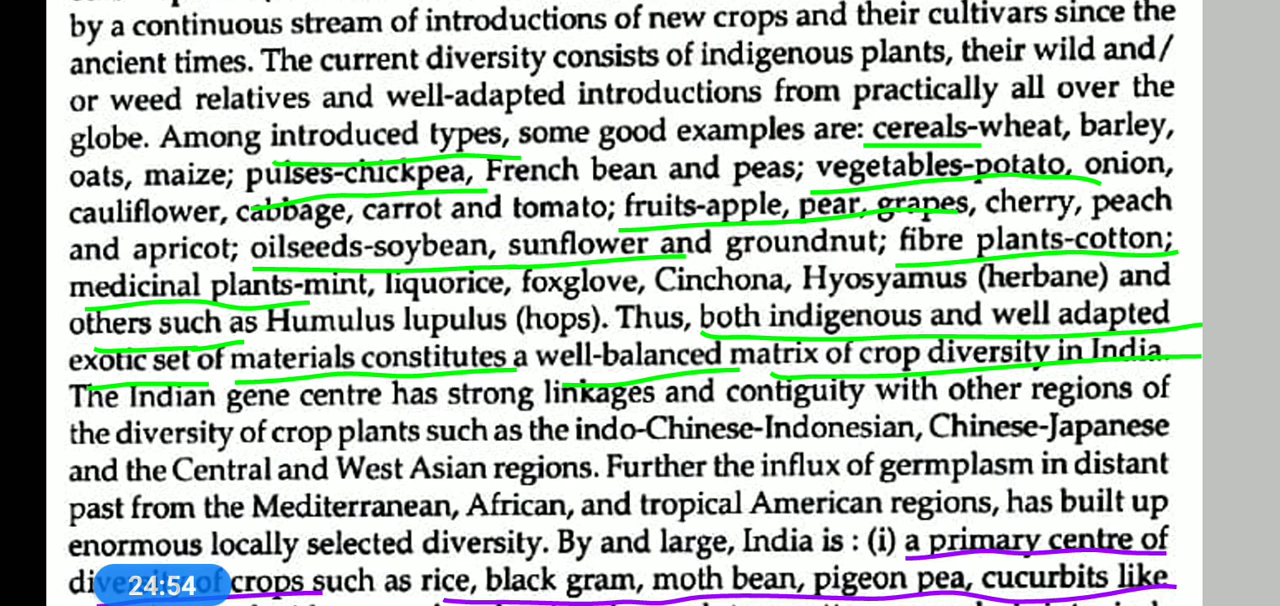 by a continuous stream of introductions of new crops and their cultivars since the
ancient times. The current diversity consists of indigenous plants, their wild and/
or weed relatives and well-adapted introductions from practically all over the
globe. Among introduced types, some good examples are: cereals-wheat, barley,
oats, maize; pulses-chickpea, French bean and peas; vegetables-potato, onion,
cauliflower, cabbage, carrot and tomato; fruits-apple, pear, grapes, cherry, peach
and apricot; oilseeds-soybean, sunflower and groundnut; fibre plants-cotton;
medicinal plants-mint, liquorice, foxglove, Cinchona, Hyosyamus (herbane) and
others such as Humulus lupulus (hops). Thus, both indigenous and well adapted
exotic set of materials constitutes a well-balanced matrix of crop diversity in India.
The Indian gene centre has strong linkages and contiguity with other regions of
the diversity of crop plants such as the indo-Chinese-Indonesian, Chinese-Japanese
and the Central and West Asian regions. Further the influx of germplasm in distant
past from the Mediterranean, African, and tropical American regions, has built up
enormous locally selected diversity. By and large, India is : (i) a primary centre of
crops such as rice, black gram, moth bean, pigeon pea, cucurbits like
24:54